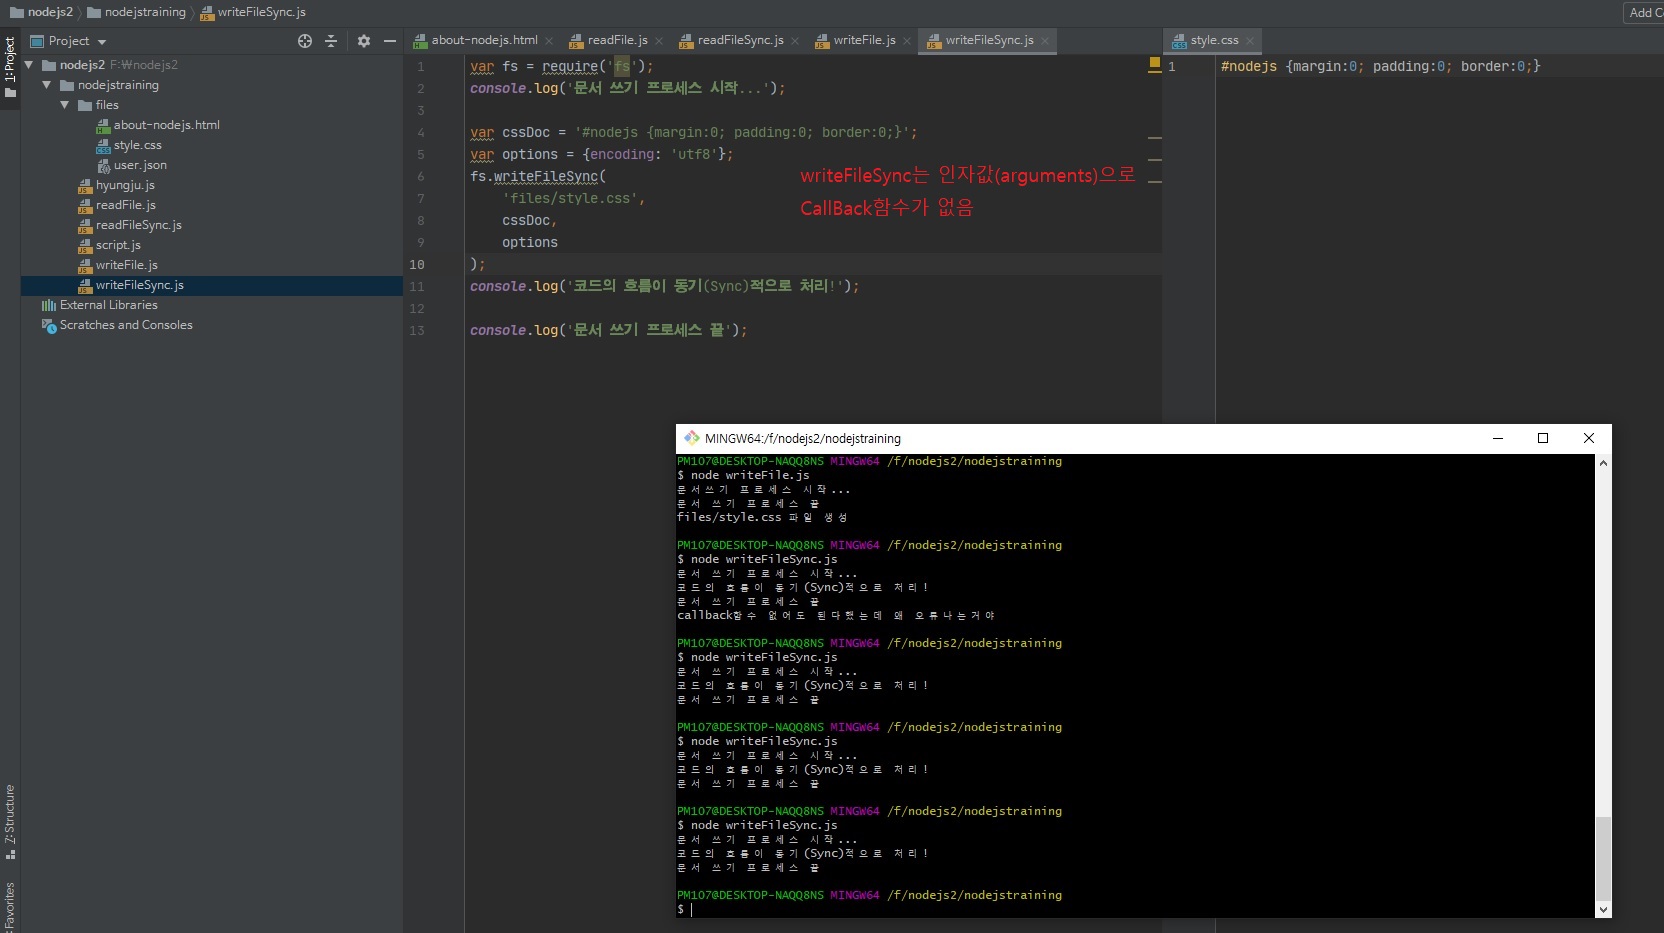 nodejs2 nodejstraining writeFileSync.js
Add C
Project
1: Project
about-nodejs.html readFile.js readFileSync.js writeFile.js writeFileSync.js style.css
nodejs2 F:₩nodejs2
nodejstraining
files
about-nodejs.html
style.css
user.json
hyungju.js
readFile.js
readFileSync.js
script.js
writeFile.js
writeFileSync.js
External Libraries
Scratches and Consoles
1 var fs = require('fs');
2 console.log('문서 쓰기 프로세스 시작...');
3
4 var cssDoc = '#nodejs {margin:0; padding:0; border:0;}';
5 var options = {encoding: 'utf8'};
6 fs.writeFileSync(
7 'files/style.css',
8 cssDoc,
9 options
10 );
11 console.log('코드의 흐름이 동기(Sync)적으로 처리!');
12
13 console.log('문서 쓰기 프로세스 끝');
writeFileSync는 인자값(arguments)으로
CallBack함수가 없음
1 #nodejs {margin:0; padding:0; border:0;}
MINGW64:/f/nodejs2/nodejstraining
PM107@DESKTOP-NAQQ8NS MINGW64 /f/nodejs2/nodejstraining
$ node writeFile.js
문서쓰기 프로세스 시작...
문서 쓰기 프로세스 끝
files/style.css 파일 생성
PM107@DESKTOP-NAQQ8NS MINGW64 /f/nodejs2/nodejstraining
$ node writeFileSync.js
문서 쓰기 프로세스 시작...
코드의 흐름이 동기(Sync)적으로 처리!
문서 쓰기 프로세스 끝
callback함수 없어도 된다했는데 왜 오류나는거야
PM107@DESKTOP-NAQQ8NS MINGW64 /f/nodejs2/nodejstraining
$ node writeFileSync.js
문서 쓰기 프로세스 시작...
코드의 흐름이 동기(Sync)적으로 처리!
문서 쓰기 프로세스 끝
PM107@DESKTOP-NAQQ8NS MINGW64 /f/nodejs2/nodejstraining
$ node writeFileSync.js
문서 쓰기 프로세스 시작...
코드의 흐름이 동기(Sync)적으로 처리!
문서 쓰기 프로세스 끝
PM107@DESKTOP-NAQQ8NS MINGW64 /f/nodejs2/nodejstraining
$ node writeFileSync.js
문서 쓰기 프로세스 시작...
코드의 흐름이 동기(Sync)적으로 처리!
문서 쓰기 프로세스 끝
PM107@DESKTOP-NAQQ8NS MINGW64 /f/nodejs2/nodejstraining
$
Z: Structure
Favorites